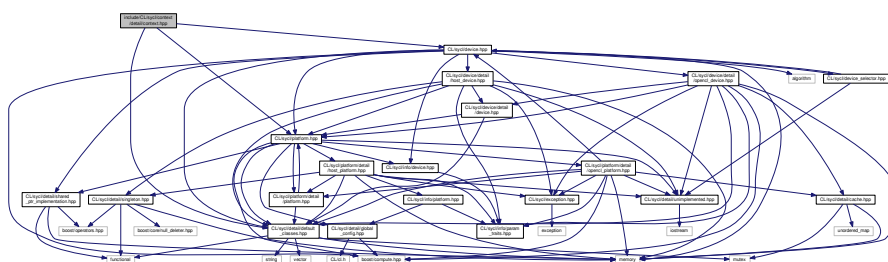 include/CL/sycl/context
/detail/context.hpp
CL/sycl/device.hpp
CL/sycl/device/detail
/host_device.hpp
CL/sycl/device/detail
/opencl_device.hpp
algorithm
CL/sycl/device_selector.hpp
CL/sycl/device/detail
/device.hpp
CL/sycl/platform.hpp
CL/sycl/platform/detail
/host_platform.hpp
CL/sycl/info/device.hpp
CL/sycl/platform/detail
/opencl_platform.hpp
CL/sycl/detail/shared
_ptr_implementation.hpp
CL/sycl/detail/singleton.hpp
CL/sycl/platform/detail
/platform.hpp
CL/sycl/info/platform.hpp
CL/sycl/exception.hpp
CL/sycl/detail/unimplemented.hpp
CL/sycl/detail/cache.hpp
boost/operators.hpp
boost/core/null_deleter.hpp
CL/sycl/detail/default
_classes.hpp
CL/sycl/detail/global
_config.hpp
CL/sycl/info/param
_traits.hpp
exception
iostream
unordered_map
functional
string
vector
CL/cl.h
boost/compute.hpp
memory
mutex